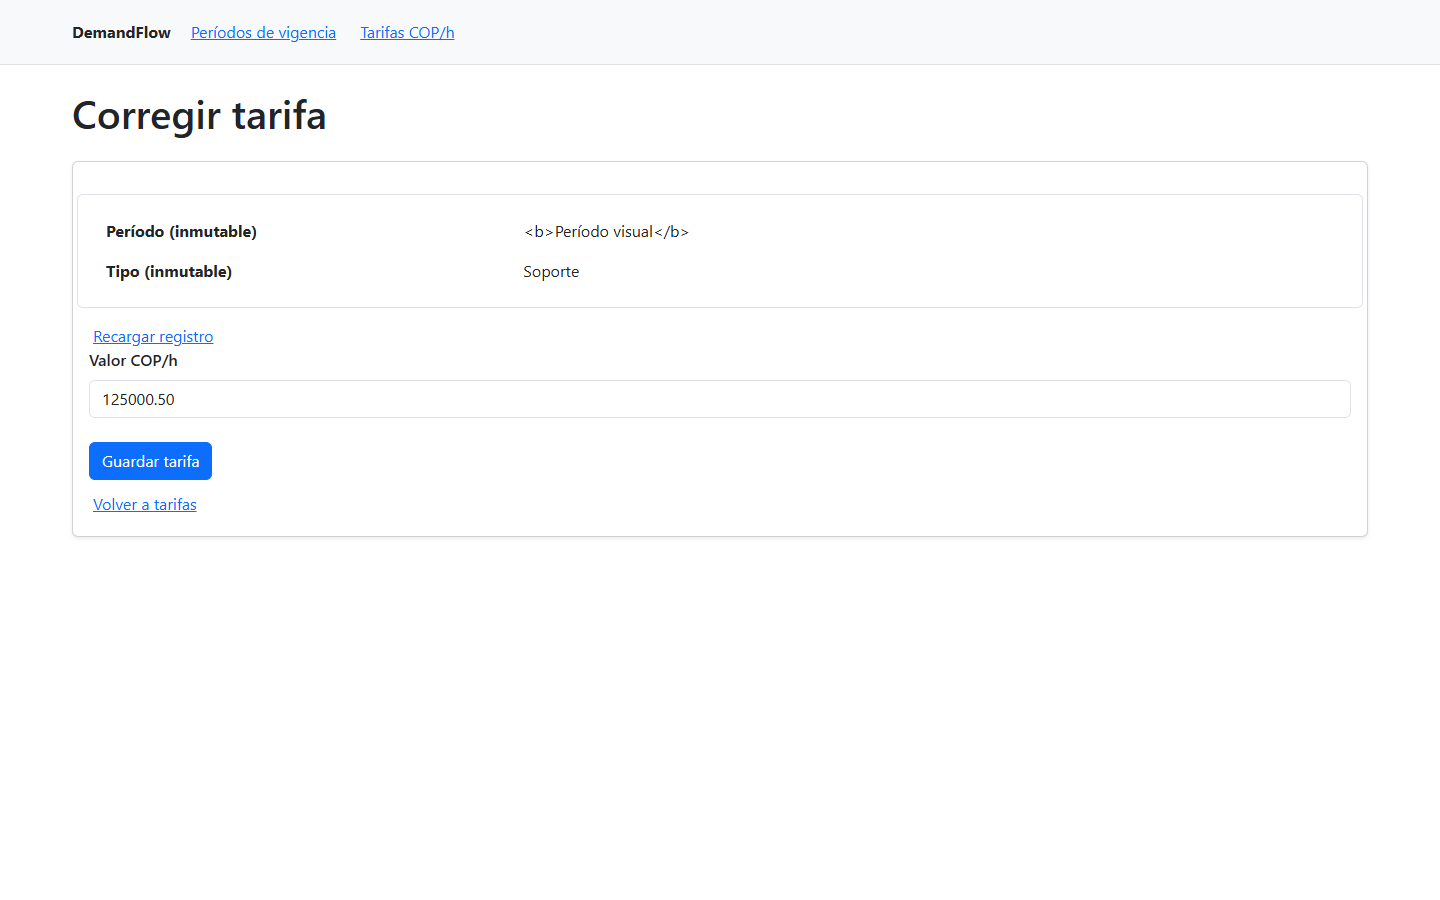 DemandFlow Períodos de vigencia Tarifas COP/h
Corregir tarifa
Período (inmutable) <b>Período visual</b>
Tipo (inmutable) Soporte
Recargar registro
Valor COP/h
125000.50
Guardar tarifa
Volver a tarifas